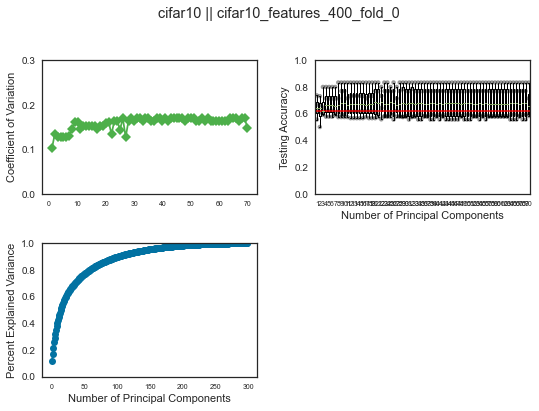 cifar10 || cifar10_features_400_fold_0
Coefficient of Variation
0.3
0.2
0.1
0.0
0 10 20 30 40 50 60 70
Testing Accuracy
1.0
0.8
0.6
0.4
0.2
0.0
Number of Principal Components
Percent Explained Variance
1.0
0.8
0.6
0.4
0.2
0.0
0 50 100 150 200 250 300
Number of Principal Components